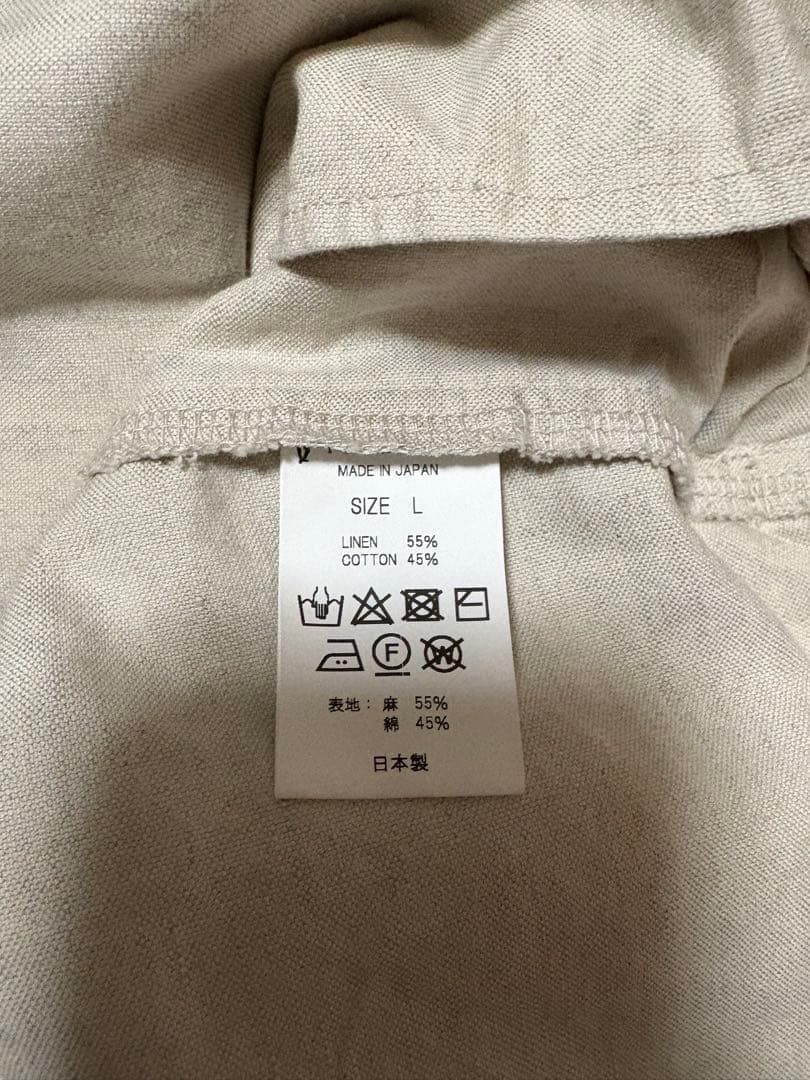 MADE IN JAPAN
SIZE L
LINEN 55%
COTTON 45%
F W
表地：麻 55%
綿 45%
日本製